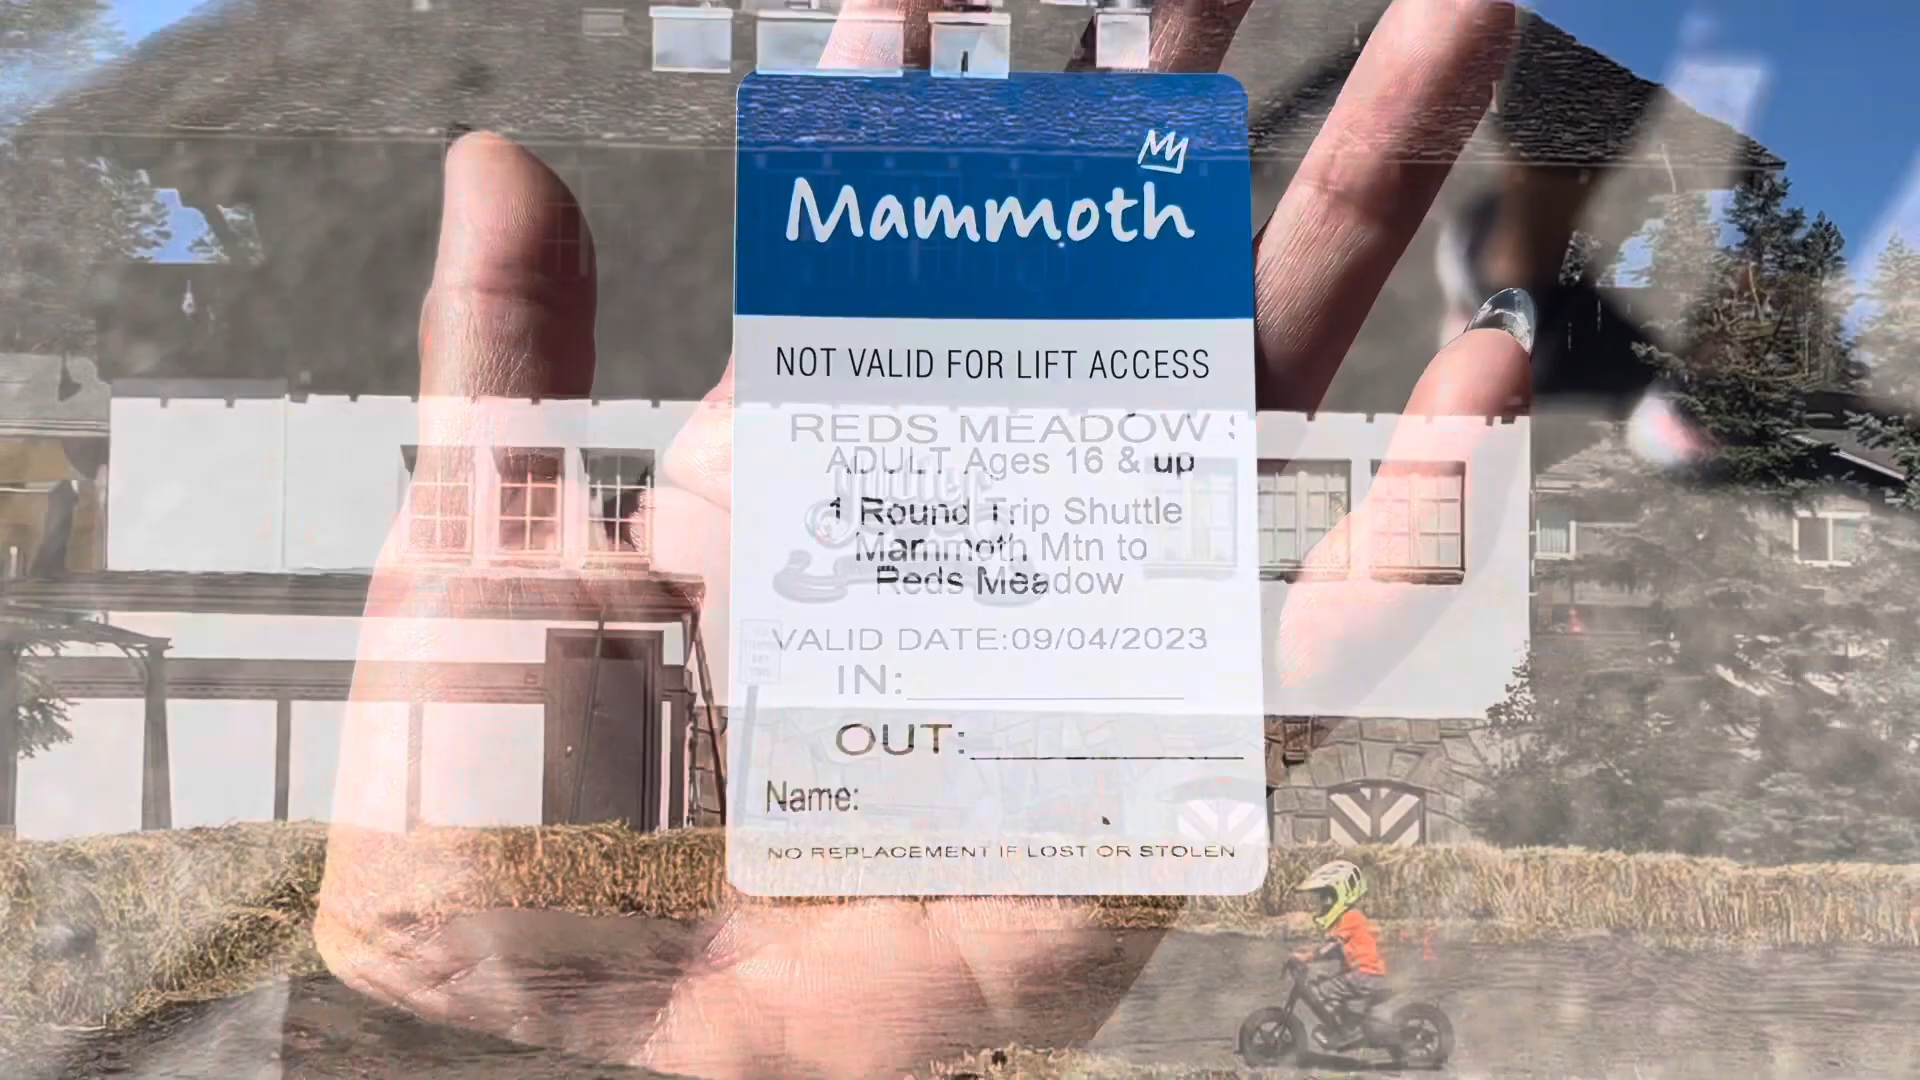 Mammoth
NOT VALID FOR LIFT ACCESS
REDS MEADOW
ADULT Ages 16 & up
1 Round Trip Shuttle
Mammoth Mtn to
Reds Meadow
VALID DATE:09/04/2023
IN:
OUT:
Name:
NO REPLACEMENT IF LOST OR STOLEN